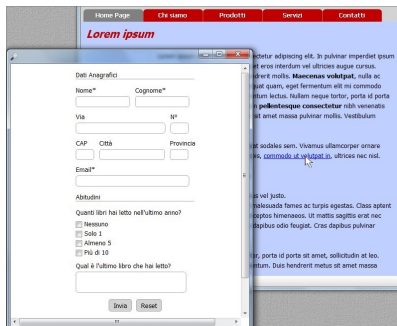 Home Page
Chi siamo
Prodotti
Servizi
Contatti
Lorem ipsum
ectetur adipiscing elit. In pulvinar imperdiet ipsum
et eros interdum vel ultricies augue cursus.
ndrerit mollis. Maecenas volutpat, nulla ac
quat quam, eget fermentum elit mi commodo
ntum lectus. Nullam neque tortor, porta id porta
n pellentesque consectetur nibh venenatis
sit amet massa pulvinar mollis. Vestibulum
at sodales sem. Vivamus ullamcorper ornare
es, commodo ut volutpat in, ultrices nec nisl.
us vel justo.
malesuada fames ac turpis egestas. Class aptent
ceptos himenaeos. Ut mattis sagittis erat nec
dapibus odio feugiat. Cras dapibus pulvinar
or, porta id porta sit amet, sollicitudin at leo.
entum. Duis hendrerit metus sit amet massa
Dati Anagrafici
Nome* Cognome*
Via N°
CAP Città Provincia
Email*
Abitudini
Quanti libri hai letto nell'ultimo anno?
Nessuno
Solo 1
Almeno 5
Più di 10
Qual è l'ultimo libro che hai letto?
Invia Reset